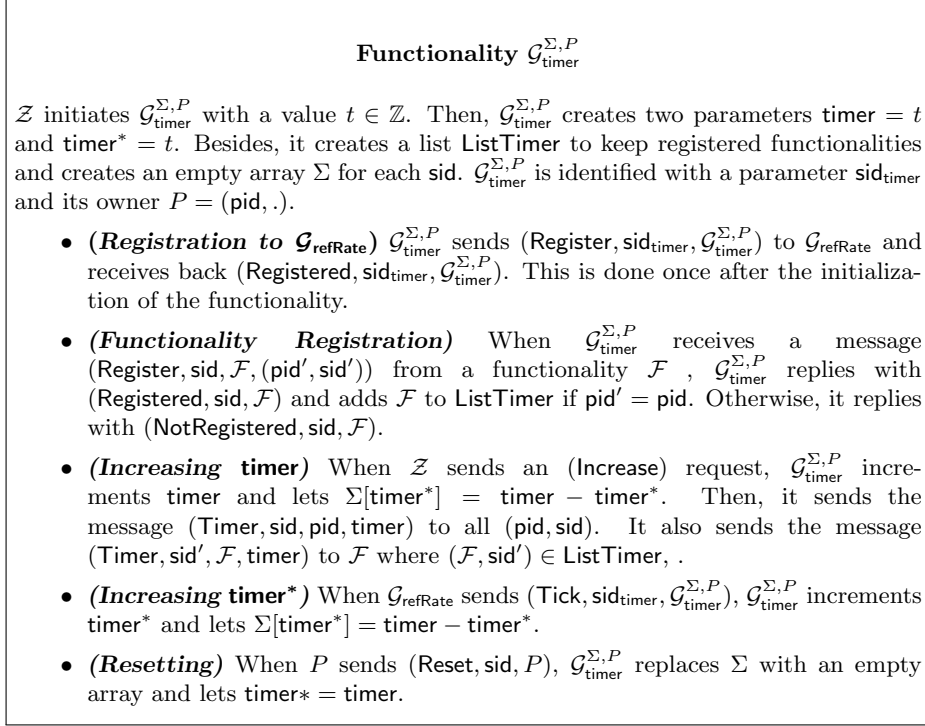 Functionality 𝒢_timer^{Σ,P}
𝒵 initiates 𝒢_timer^{Σ,P} with a value t ∈ ℤ. Then, 𝒢_timer^{Σ,P} creates two parameters timer = t
and timer* = t. Besides, it creates a list ListTimer to keep registered functionalities
and creates an empty array Σ for each sid. 𝒢_timer^{Σ,P} is identified with a parameter sid_timer
and its owner P = (pid, .).
• (Registration to 𝒢_refRate) 𝒢_timer^{Σ,P} sends (Register, sid_timer, 𝒢_timer^{Σ,P}) to 𝒢_refRate and
receives back (Registered, sid_timer, 𝒢_timer^{Σ,P}). This is done once after the initializa-
tion of the functionality.
• (Functionality Registration) When 𝒢_timer^{Σ,P} receives a message
(Register, sid, ℱ, (pid′, sid′)) from a functionality ℱ , 𝒢_timer^{Σ,P} replies with
(Registered, sid, ℱ) and adds ℱ to ListTimer if pid′ = pid. Otherwise, it replies
with (NotRegistered, sid, ℱ).
• (Increasing timer) When 𝒵 sends an (Increase) request, 𝒢_timer^{Σ,P} incre-
ments timer and lets Σ[timer*] = timer − timer*. Then, it sends the
message (Timer, sid, pid, timer) to all (pid, sid). It also sends the message
(Timer, sid′, ℱ, timer) to ℱ where (ℱ, sid′) ∈ ListTimer, .
• (Increasing timer*) When 𝒢_refRate sends (Tick, sid_timer, 𝒢_timer^{Σ,P}), 𝒢_timer^{Σ,P} increments
timer* and lets Σ[timer*] = timer − timer*.
• (Resetting) When P sends (Reset, sid, P), 𝒢_timer^{Σ,P} replaces Σ with an empty
array and lets timer∗ = timer.